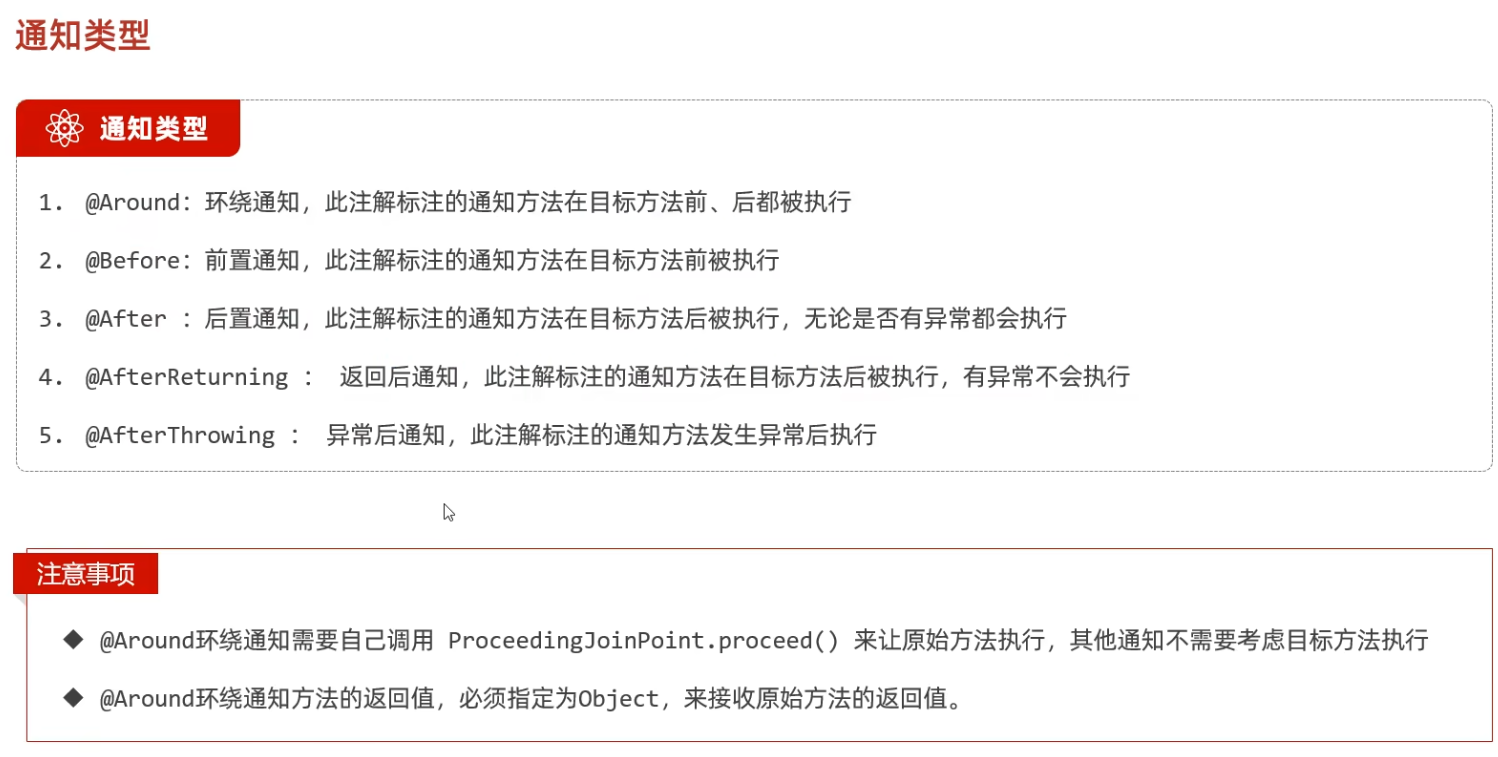 通知类型
通知类型
1. @Around：环绕通知，此注解标注的通知方法在目标方法前、后都被执行
2. @Before：前置通知，此注解标注的通知方法在目标方法前被执行
3. @After ：后置通知，此注解标注的通知方法在目标方法后被执行，无论是否有异常都会执行
4. @AfterReturning ： 返回后通知，此注解标注的通知方法在目标方法后被执行，有异常不会执行
5. @AfterThrowing ： 异常后通知，此注解标注的通知方法发生异常后执行
注意事项
◆ @Around环绕通知需要自己调用 ProceedingJoinPoint.proceed() 来让原始方法执行，其他通知不需要考虑目标方法执行
◆ @Around环绕通知方法的返回值，必须指定为Object，来接收原始方法的返回值。